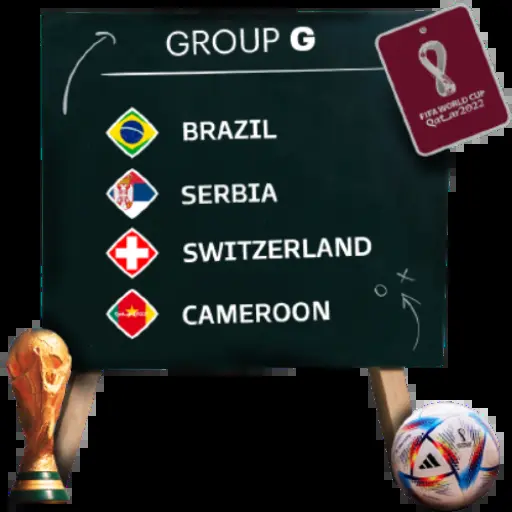 GROUP G
FIFA WORLD CUP
Qatar2022
BRAZIL
SERBIA
SWITZERLAND
CAMEROON